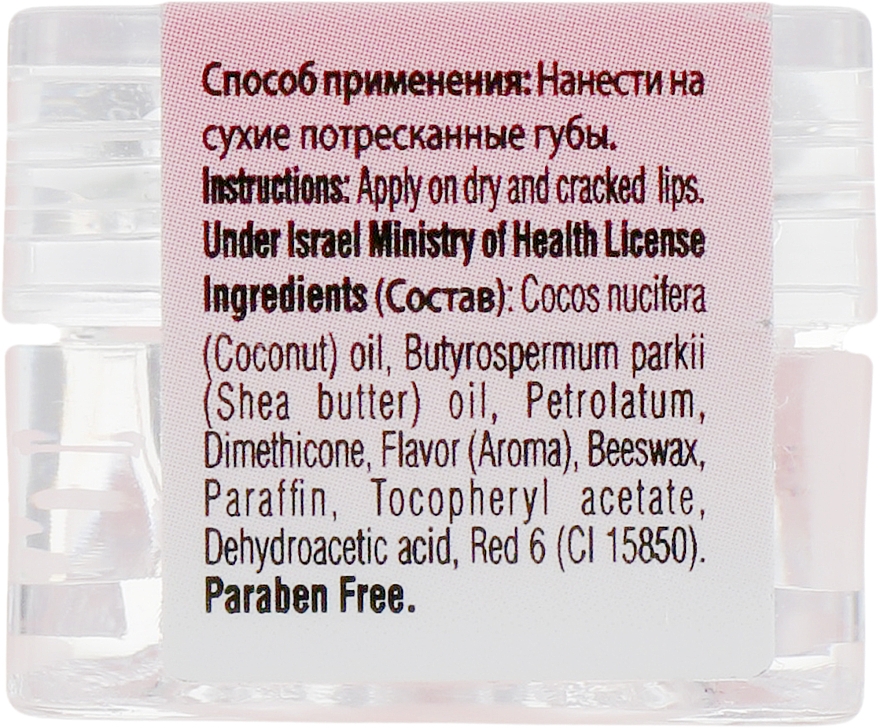 Способ применения: Нанести на
сухие потресканные губы.
Instructions: Apply on dry and cracked lips.
Under Israel Ministry of Health License
Ingredients (Состав): Cocos nucifera
(Coconut) oil, Butyrospermum parkii
(Shea butter) oil, Petrolatum,
Dimethicone, Flavor (Aroma), Beeswax,
Paraffin, Tocopheryl acetate,
Dehydroacetic acid, Red 6 (CI 15850).
Paraben Free.